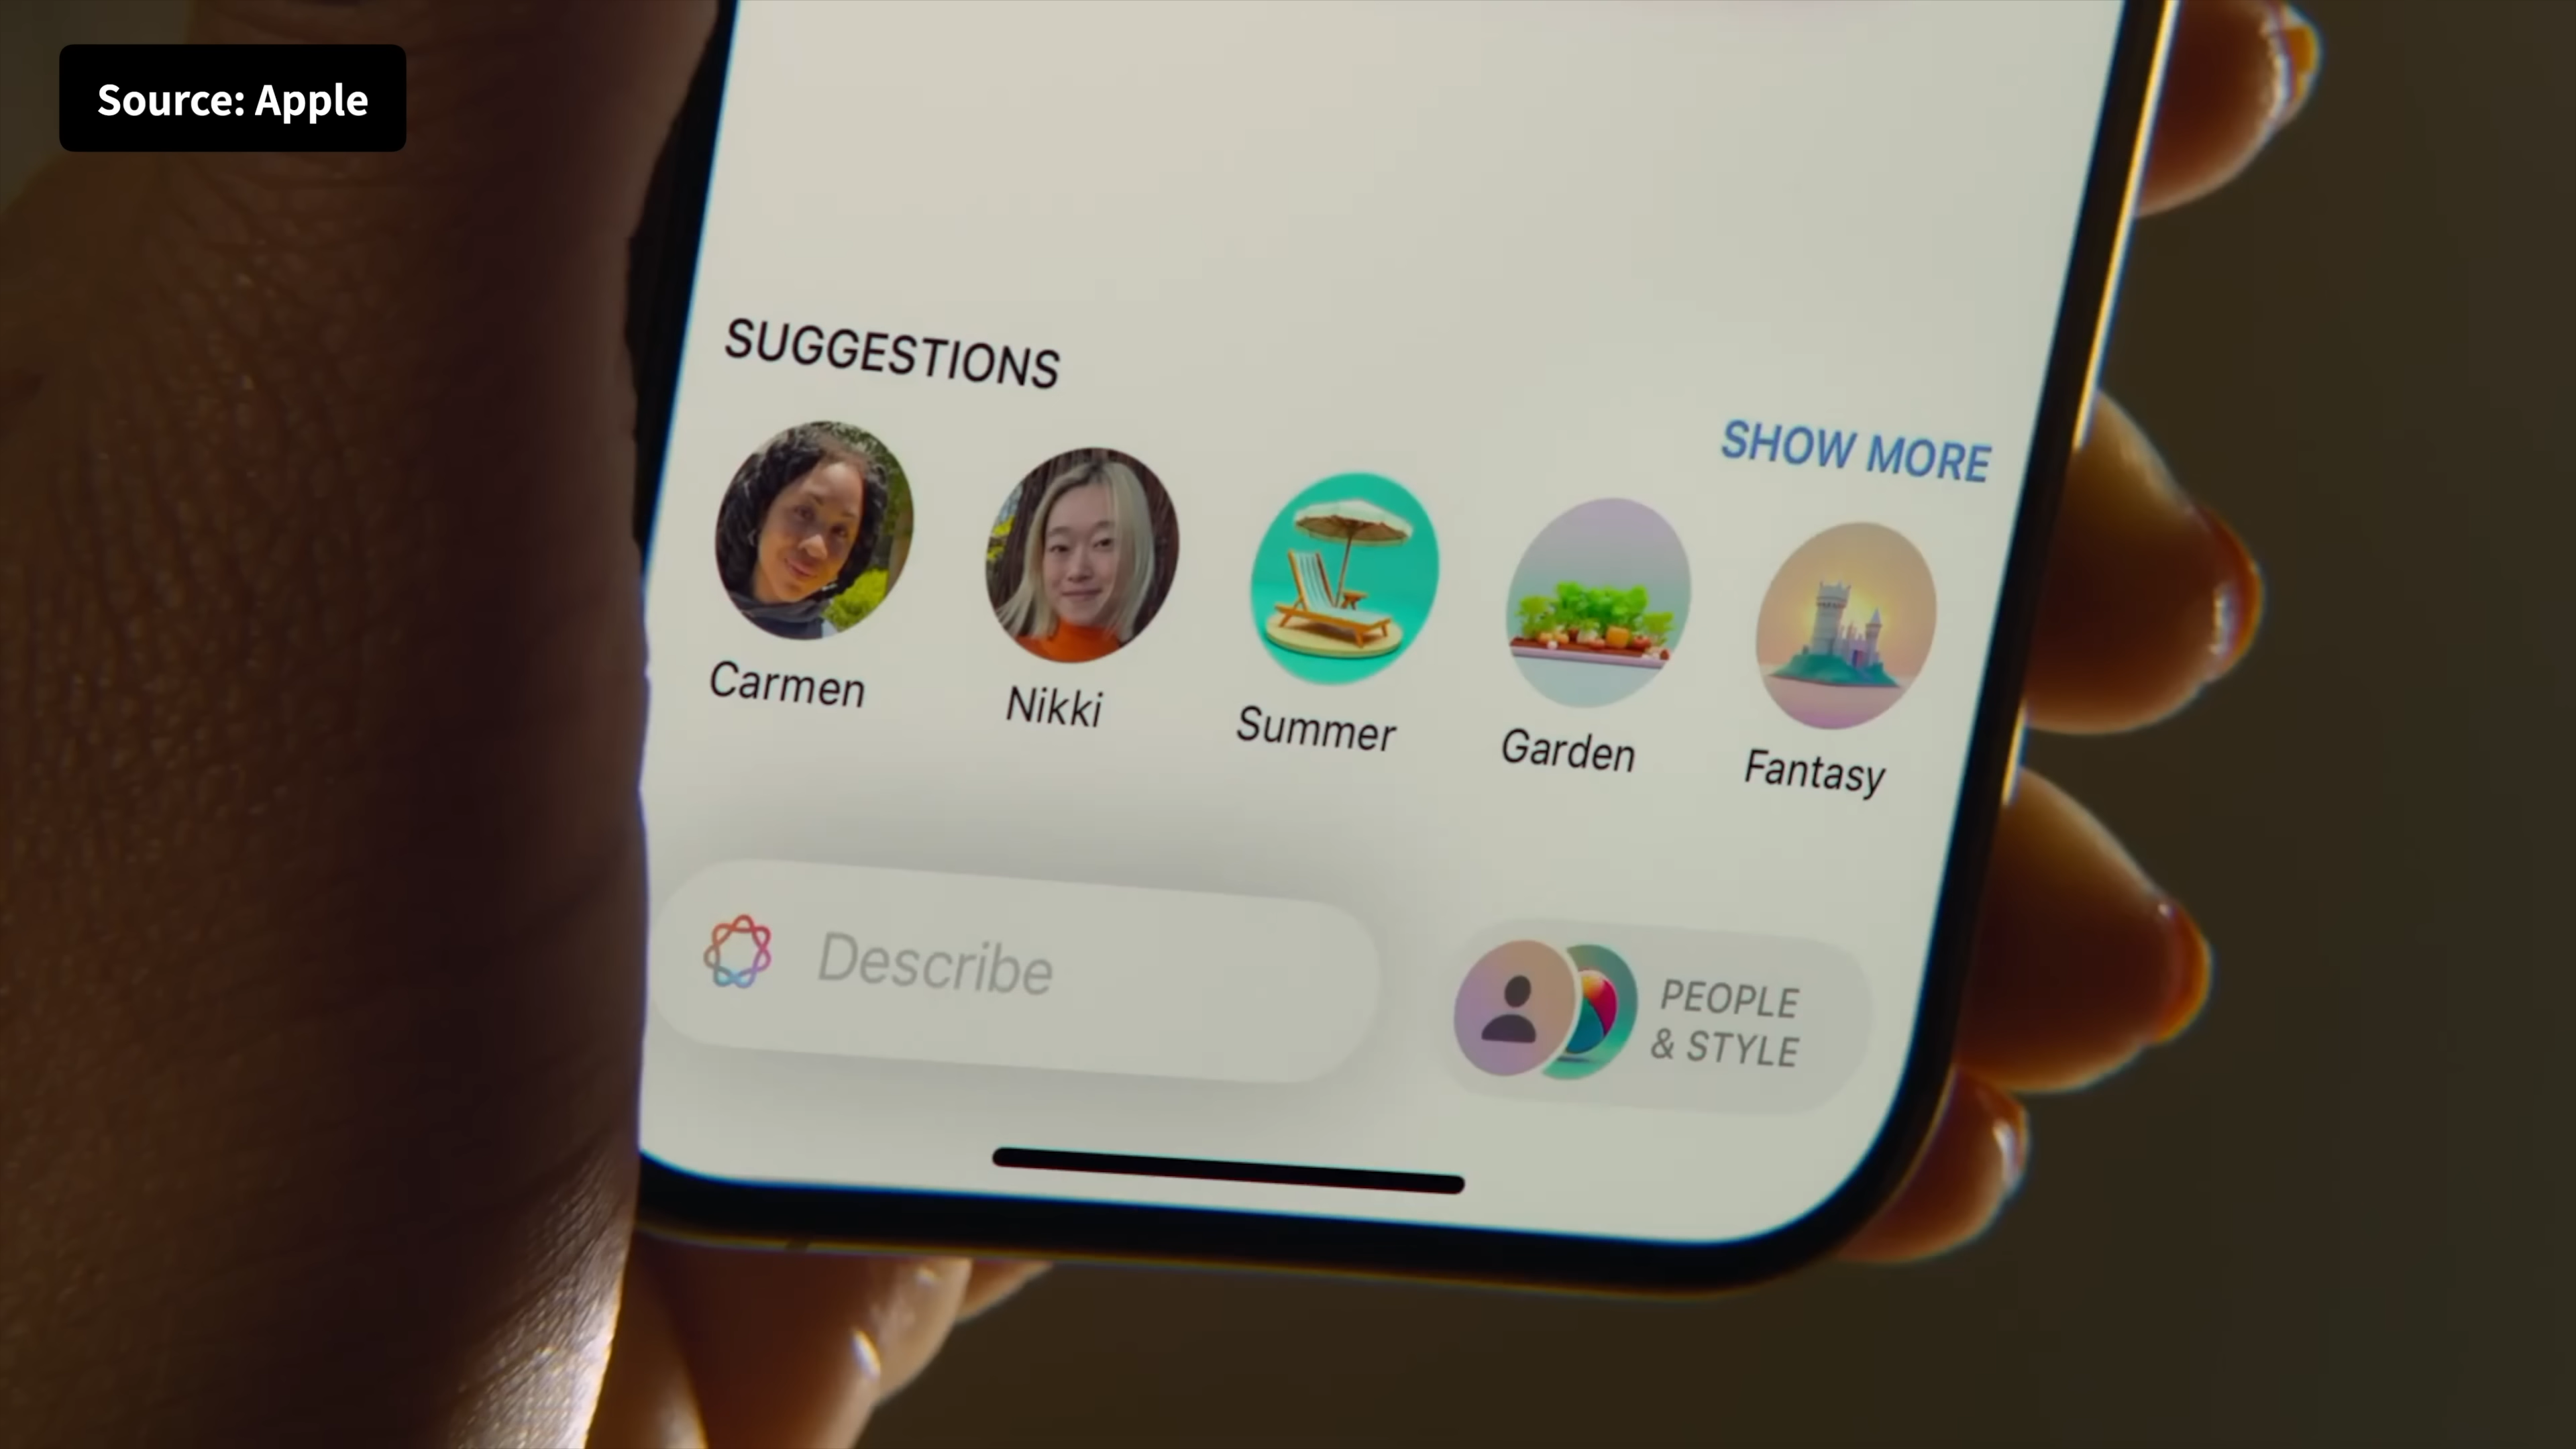 Source: Apple
SUGGESTIONS
SHOW MORE
Carmen
Nikki
Summer
Garden
Fantasy
Describe
PEOPLE
& STYLE